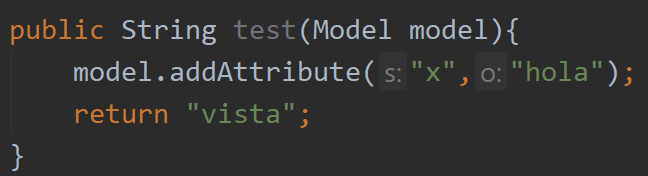 public String test(Model model){
model.addAttribute(s:"x",o:"hola");
return "vista";
}